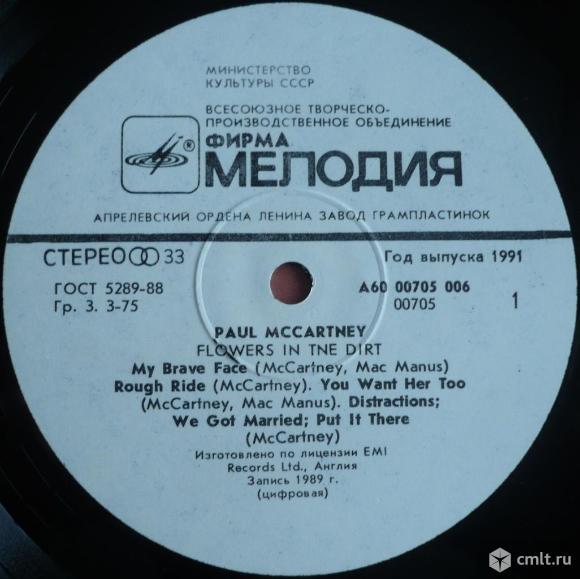 МИНИСТЕРСТВО
КУЛЬТУРЫ СССР
ВСЕСОЮЗНОЕ ТВОРЧЕСКО-
ПРОИЗВОДСТВЕННОЕ ОБЪЕДИНЕНИЕ
ФИРМА
МЕЛОДИЯ
®
АПРЕЛЕВСКИЙ ОРДЕНА ЛЕНИНА ЗАВОД ГРАМПЛАСТИНОК
СТЕРЕО 33
Год выпуска 1991
ГОСТ 5289-88
Гр. 3. 3-75
А60 00705 006
00705
1
PAUL MCCARTNEY
FLOWERS IN TNE DIRT
My Brave Face (McCartney, Mac Manus)
Rough Ride (McCartney). You Want Her Too
(McCartney, Mac Manus). Distractions;
We Got Married; Put It There
(McCartney)
Изготовлено по лицензии EMI
Records Ltd., Англия
Запись 1989 г.
(цифровая)
cmlt.ru